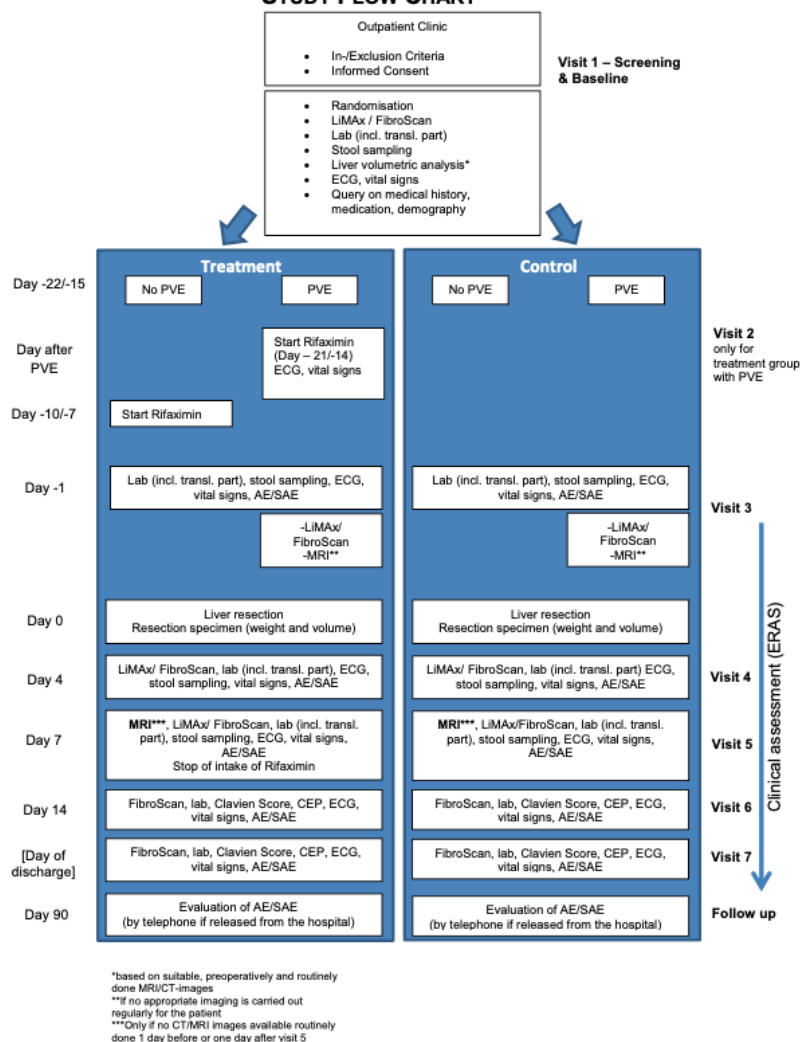 STUDY FLOW CHART
Outpatient Clinic
• In-/Exclusion Criteria
• Informed Consent
Visit 1 – Screening
& Baseline
• Randomisation
• LiMAx / FibroScan
• Lab (incl. transl. part)
• Stool sampling
• Liver volumetric analysis*
• ECG, vital signs
• Query on medical history,
medication, demography
Treatment
Control
Day -22/-15
No PVE
PVE
No PVE
PVE
Day after
PVE
Start Rifaximin
(Day – 21/-14)
ECG, vital signs
Visit 2
only for
treatment group
with PVE
Day -10/-7
Start Rifaximin
Day -1
Lab (incl. transl. part), stool sampling, ECG,
vital signs, AE/SAE
Lab (incl. transl. part), stool sampling, ECG,
vital signs, AE/SAE
Visit 3
-LiMAx/
FibroScan
-MRI**
-LiMAx/
FibroScan
-MRI**
Day 0
Liver resection
Resection specimen (weight and volume)
Liver resection
Resection specimen (weight and volume)
Day 4
LiMAx/ FibroScan, lab (incl. transl. part), ECG,
stool sampling, vital signs, AE/SAE
LiMAx/ FibroScan, lab (incl. transl. part) ECG,
stool sampling, vital signs, AE/SAE
Visit 4
Day 7
MRI***, LiMAx/ FibroScan, lab (incl. transl.
part), stool sampling, ECG, vital signs,
AE/SAE
Stop of intake of Rifaximin
MRI***, LiMAx/FibroScan, lab (incl. transl.
part), stool sampling, ECG, vital signs,
AE/SAE
Visit 5
Day 14
FibroScan, lab, Clavien Score, CEP, ECG,
vital signs, AE/SAE
FibroScan, lab, Clavien Score, CEP, ECG,
vital signs, AE/SAE
Visit 6
[Day of
discharge]
FibroScan, lab, Clavien Score, CEP, ECG,
vital signs, AE/SAE
FibroScan, lab, Clavien Score, CEP, ECG,
vital signs, AE/SAE
Visit 7
Day 90
Evaluation of AE/SAE
(by telephone if released from the hospital)
Evaluation of AE/SAE
(by telephone if released from the hospital)
Follow up
Clinical assessment (ERAS)
*based on suitable, preoperatively and routinely
done MRI/CT-images
**If no appropriate imaging is carried out
regularly for the patient
***Only if no CT/MRI images available routinely
done 1 day before or one day after visit 5